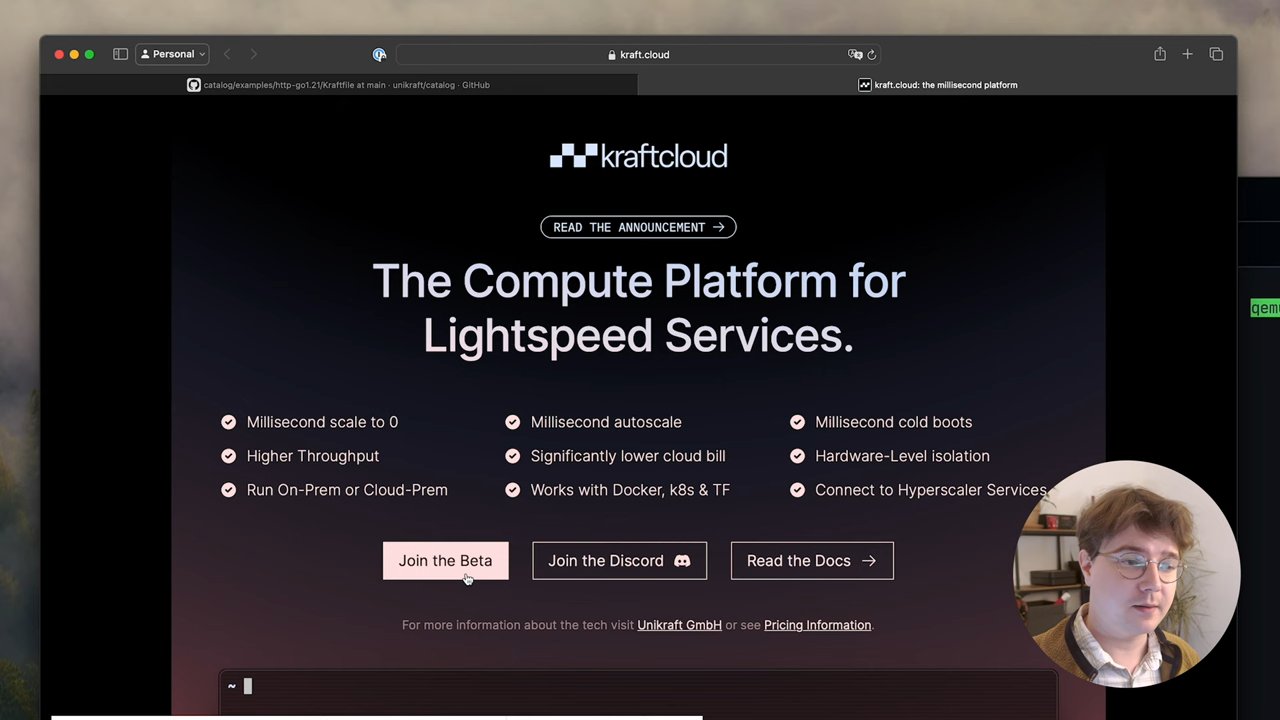 Personal
kraft.cloud
catalog/examples/http-go1.21/Kraftfile at main · unikraft/catalog · GitHub
kraft.cloud: the millisecond platform
kraftcloud
READ THE ANNOUNCEMENT →
The Compute Platform for
Lightspeed Services.
Millisecond scale to 0
Millisecond autoscale
Millisecond cold boots
Higher Throughput
Significantly lower cloud bill
Hardware-Level isolation
Run On-Prem or Cloud-Prem
Works with Docker, k8s & TF
Connect to Hyperscaler Services
Join the Beta
Join the Discord
Read the Docs →
For more information about the tech visit Unikraft GmbH or see Pricing Information.
~
qemu